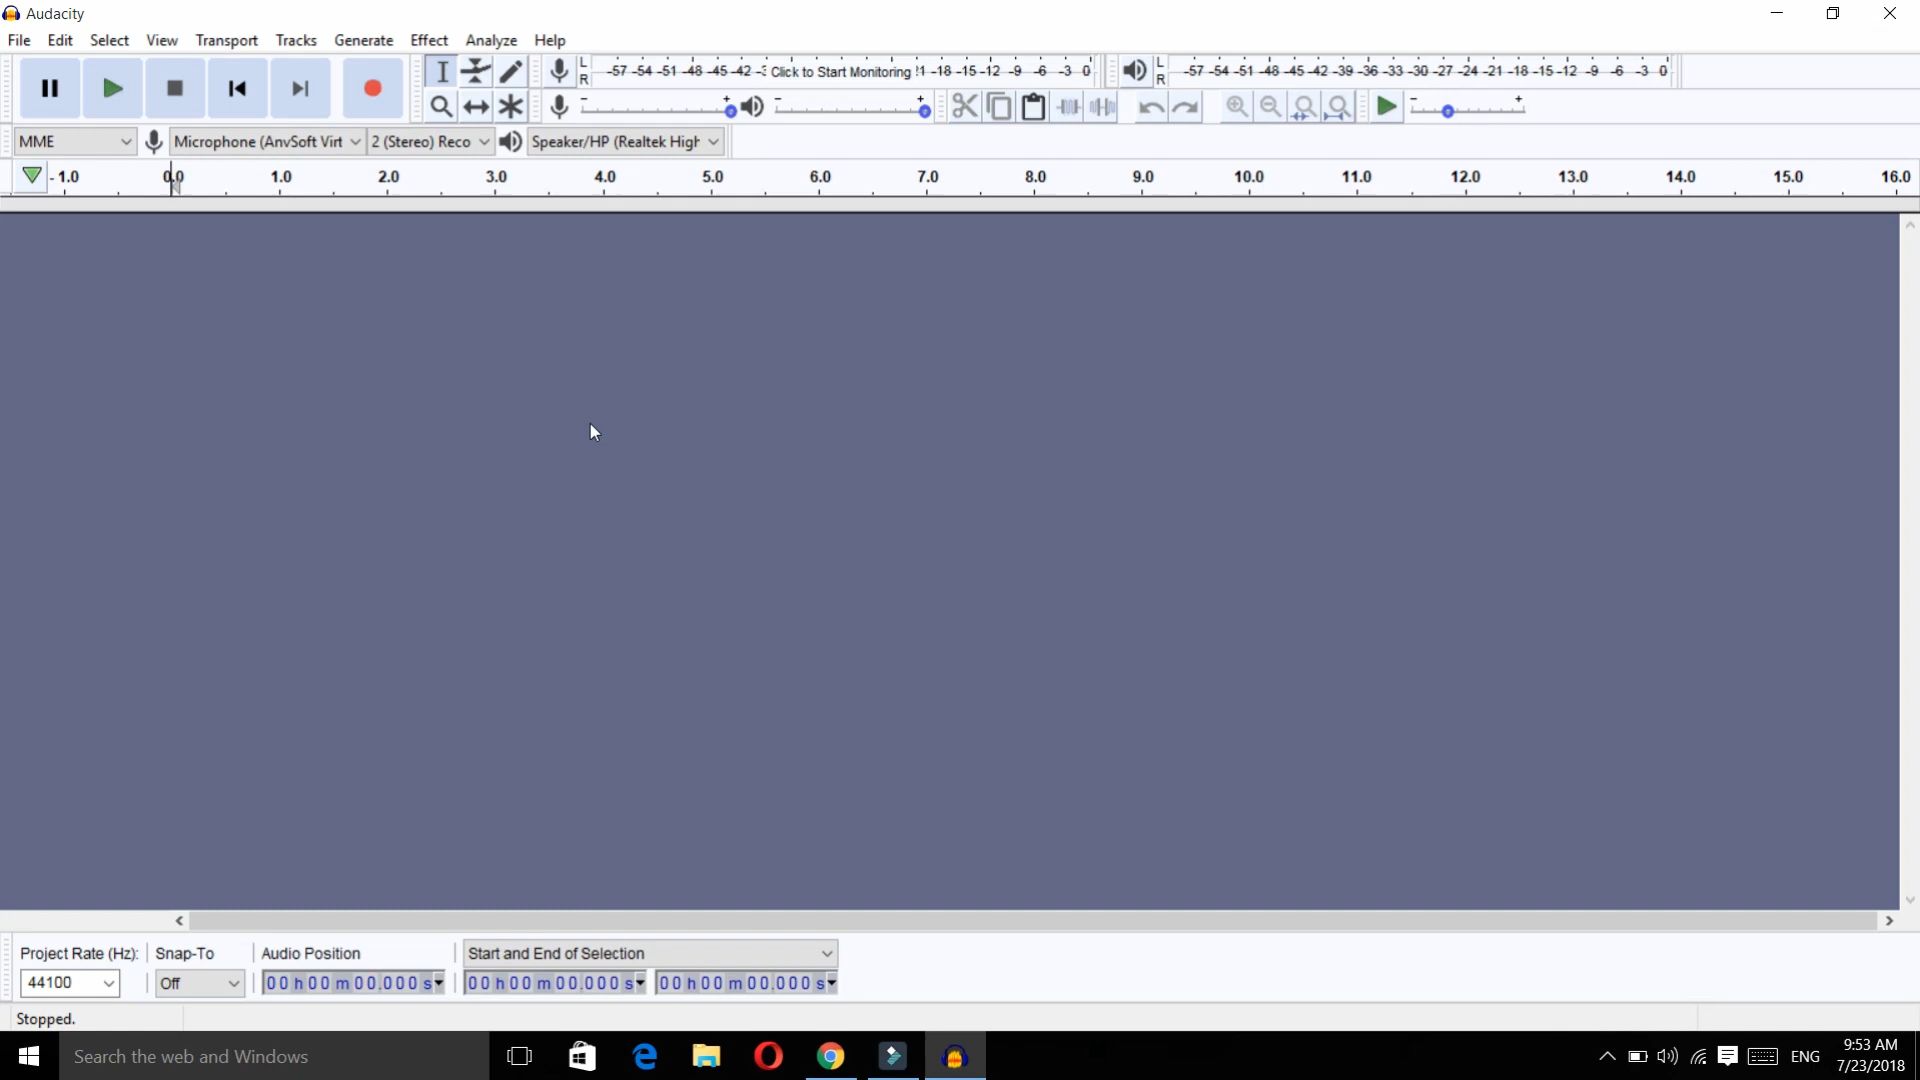 Audacity
File Edit Select View Transport Tracks Generate Effect Analyze Help
L R -57 -54 -51 -48 -45 -42 -3 Click to Start Monitoring !1 -18 -15 -12 -9 -6 -3 0 L R -57 -54 -51 -48 -45 -42 -39 -36 -33 -30 -27 -24 -21 -18 -15 -12 -9 -6 -3 0
- + - + - +
MME Microphone (AnvSoft Virt 2 (Stereo) Reco Speaker/HP (Realtek High
-1.0 0.0 1.0 2.0 3.0 4.0 5.0 6.0 7.0 8.0 9.0 10.0 11.0 12.0 13.0 14.0 15.0 16.0
Project Rate (Hz): Snap-To Audio Position Start and End of Selection
44100 Off 00 h 00 m 00.000 s 00 h 00 m 00.000 s 00 h 00 m 00.000 s
Stopped.
Search the web and Windows ENG 9:53 AM
7/23/2018